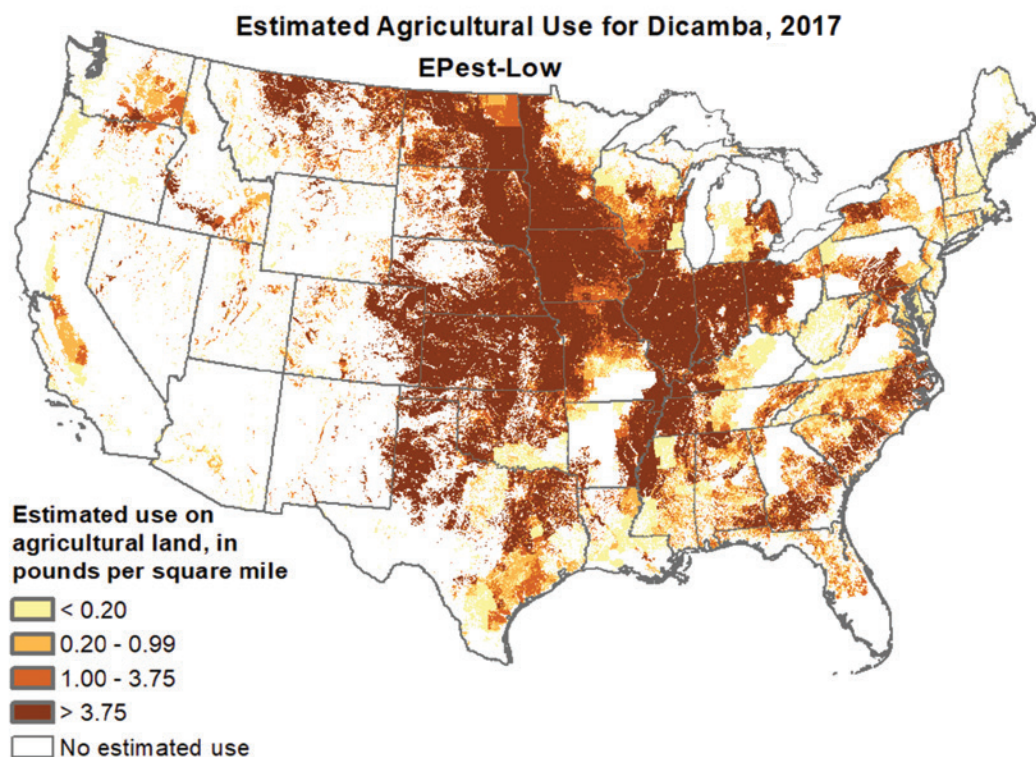 Estimated Agricultural Use for Dicamba, 2017
EPest-Low
Estimated use on
agricultural land, in
pounds per square mile
< 0.20
0.20 - 0.99
1.00 - 3.75
> 3.75
No estimated use